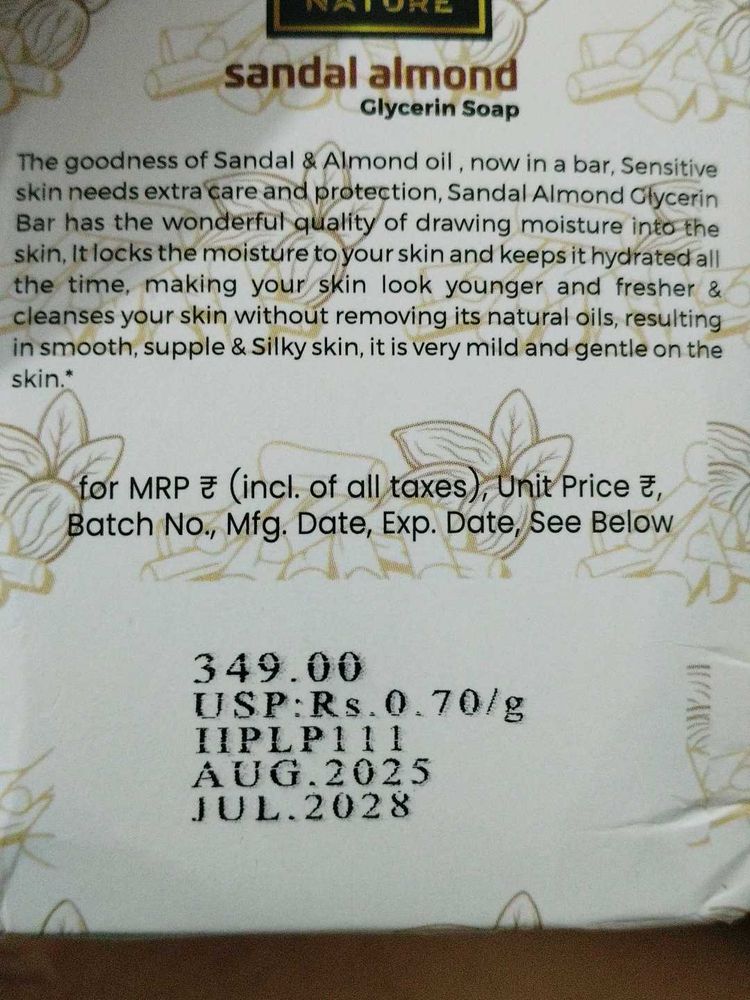 NATURE
sandal almond
Glycerin Soap
The goodness of Sandal & Almond oil , now in a bar, Sensitive
skin needs extra care and protection, Sandal Almond Glycerin
Bar has the wonderful quality of drawing moisture into the
skin, It locks the moisture to your skin and keeps it hydrated all
the time, making your skin look younger and fresher &
cleanses your skin without removing its natural oils, resulting
in smooth, supple & Silky skin, it is very mild and gentle on the
skin.*
for MRP ₹ (incl. of all taxes), Unit Price ₹,
Batch No., Mfg. Date, Exp. Date, See Below
349.00
USP:Rs.0.70/g
IIPLP111
AUG.2025
JUL.2028